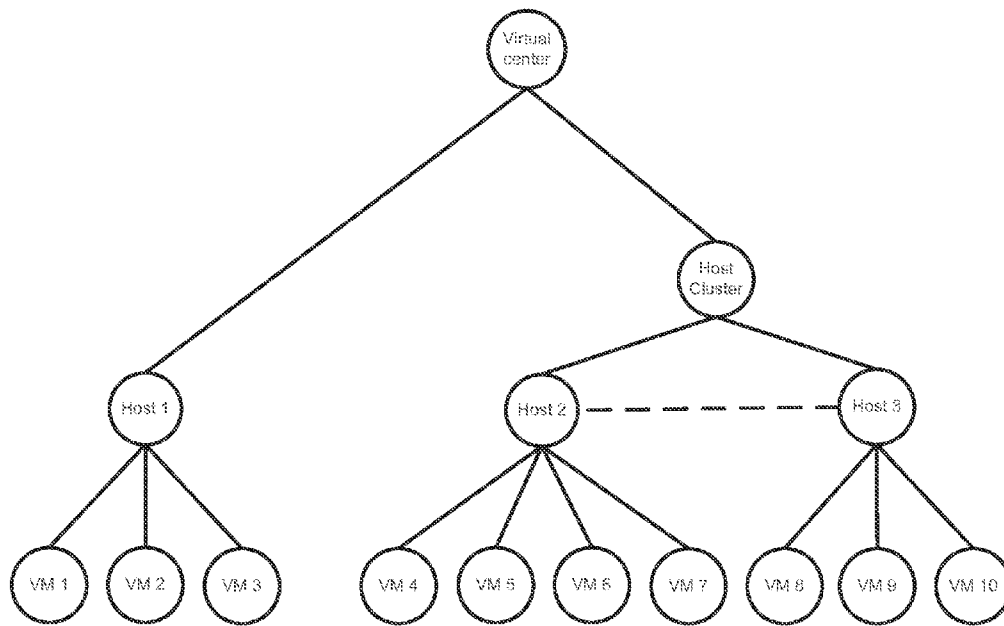 Virtual
center
Host
Cluster
Host 1
Host 2
Host 3
VM 1
VM 2
VM 3
VM 4
VM 5
VM 6
VM 7
VM 8
VM 9
VM 10